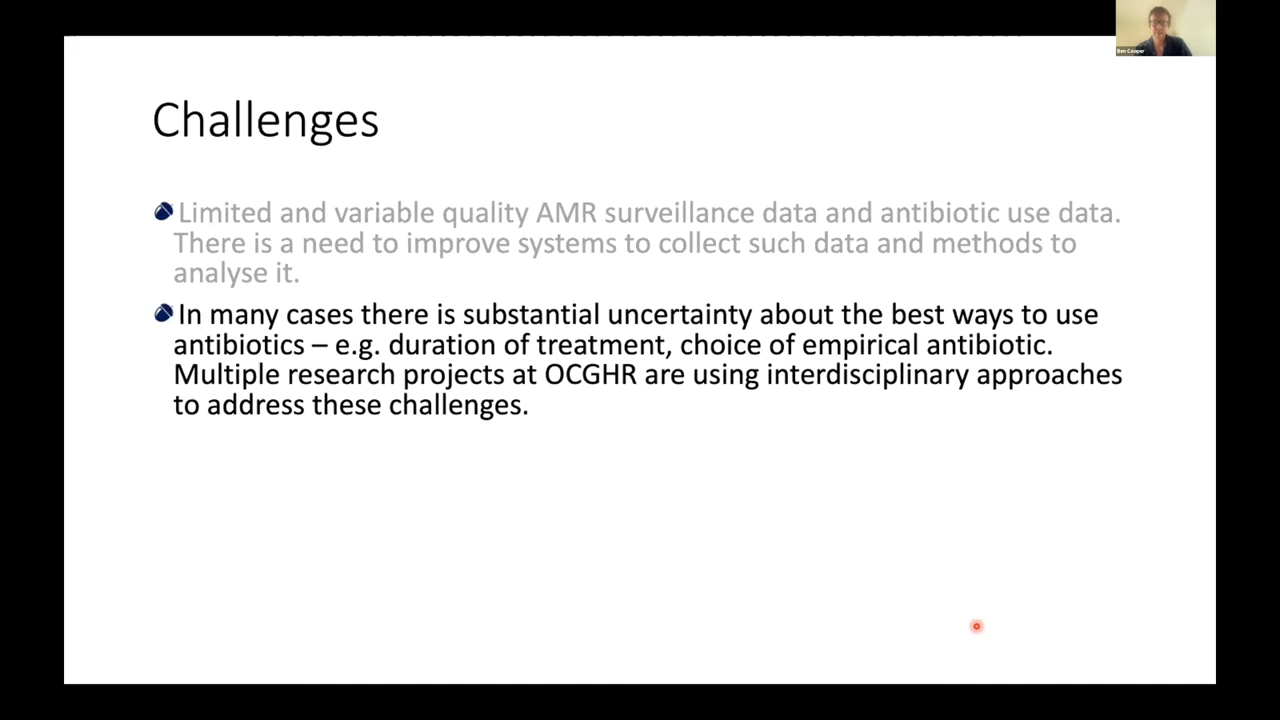 Ben Cooper
Challenges
Limited and variable quality AMR surveillance data and antibiotic use data.
There is a need to improve systems to collect such data and methods to
analyse it.
In many cases there is substantial uncertainty about the best ways to use
antibiotics – e.g. duration of treatment, choice of empirical antibiotic.
Multiple research projects at OCGHR are using interdisciplinary approaches
to address these challenges.